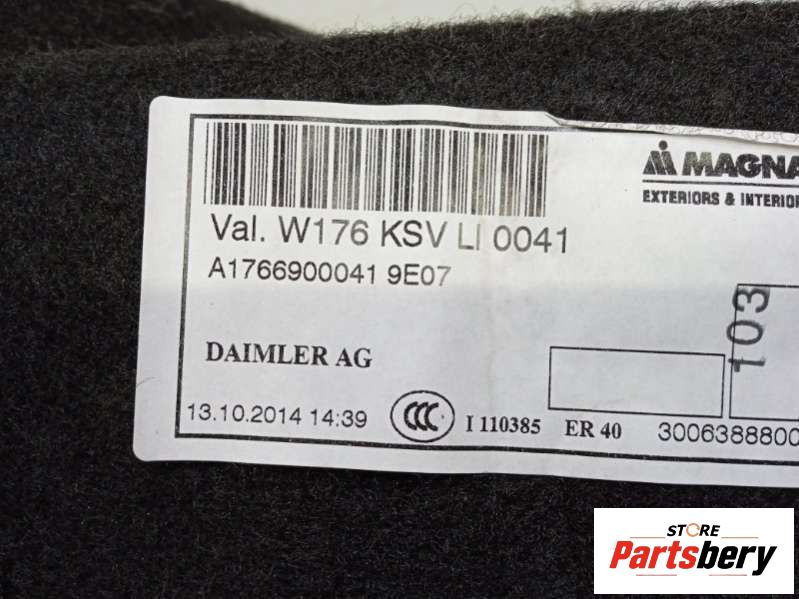 MAGNA
EXTERIORS & INTERIOR
Val. W176 KSV LI 0041
A1766900041 9E07
103
DAIMLER AG
13.10.2014 14:39
CCC
I 110385
ER 40
3006388800
STORE
Partsbery